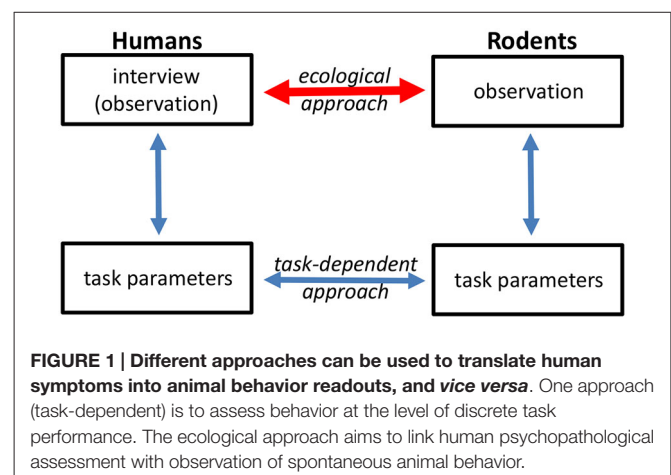 Humans
Rodents
interview
(observation)
ecological
approach
observation
task parameters
task-dependent
approach
task parameters
FIGURE 1 | Different approaches can be used to translate human
symptoms into animal behavior readouts, and vice versa. One approach
(task-dependent) is to assess behavior at the level of discrete task
performance. The ecological approach aims to link human psychopathological
assessment with observation of spontaneous animal behavior.